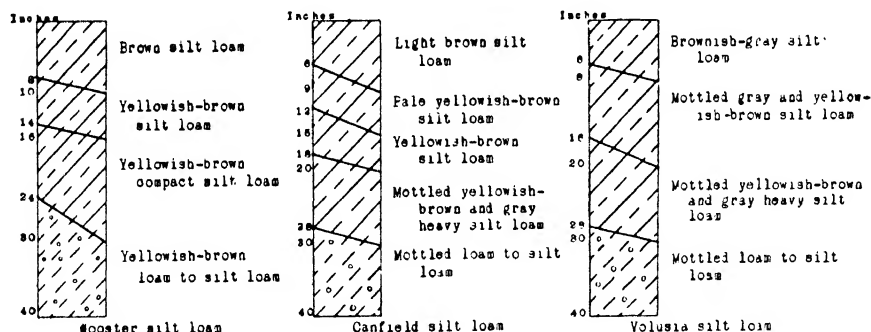 Inches
8
10
14
16
24
30
40
Brown silt loam
Yellowish-brown
silt loam
Yellowish-brown
compact silt loam
Yellowish-brown
loam to silt loam
Wooster silt loam
Inches
6
9
12
15
18
20
28
30
40
Light brown silt
loam
Pale yellowish-brown
silt loam
Yellowish-brown
silt loam
Mottled yellowish-
brown and gray
heavy silt loam
Mottled loam to silt
loam
Canfield silt loam
Inches
6
8
16
20
28
30
40
Brownish-gray silt
loam
Mottled gray and yellow-
ish-brown silt loam
Mottled yellowish-brown
and gray heavy silt
loam
Mottled loam to silt
loam
Volusia silt loam